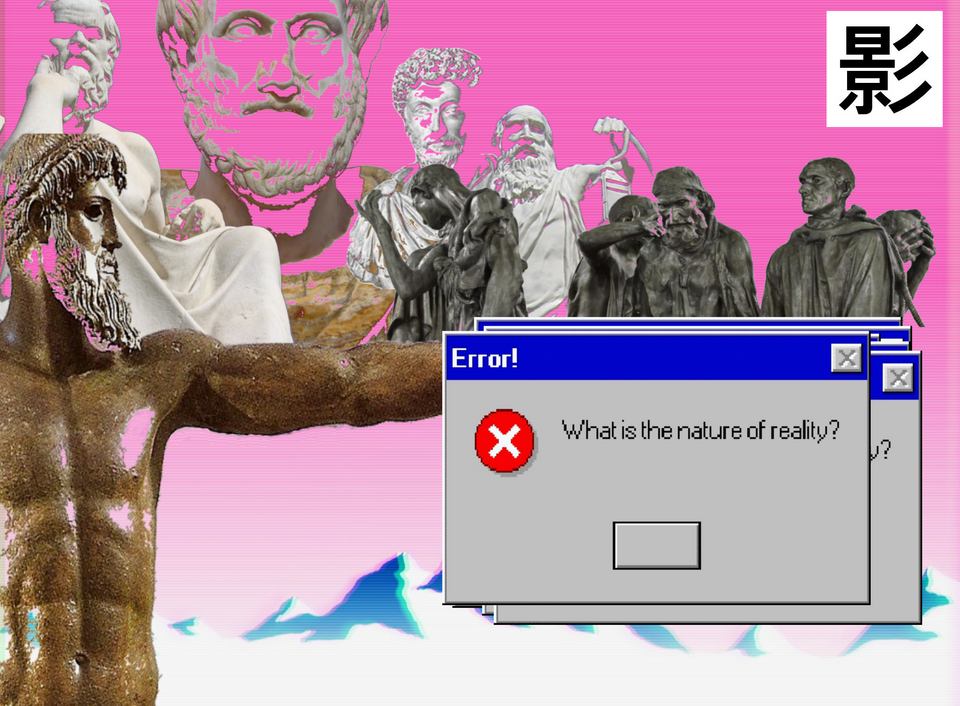 影
Error!
What is the nature of reality?
y?